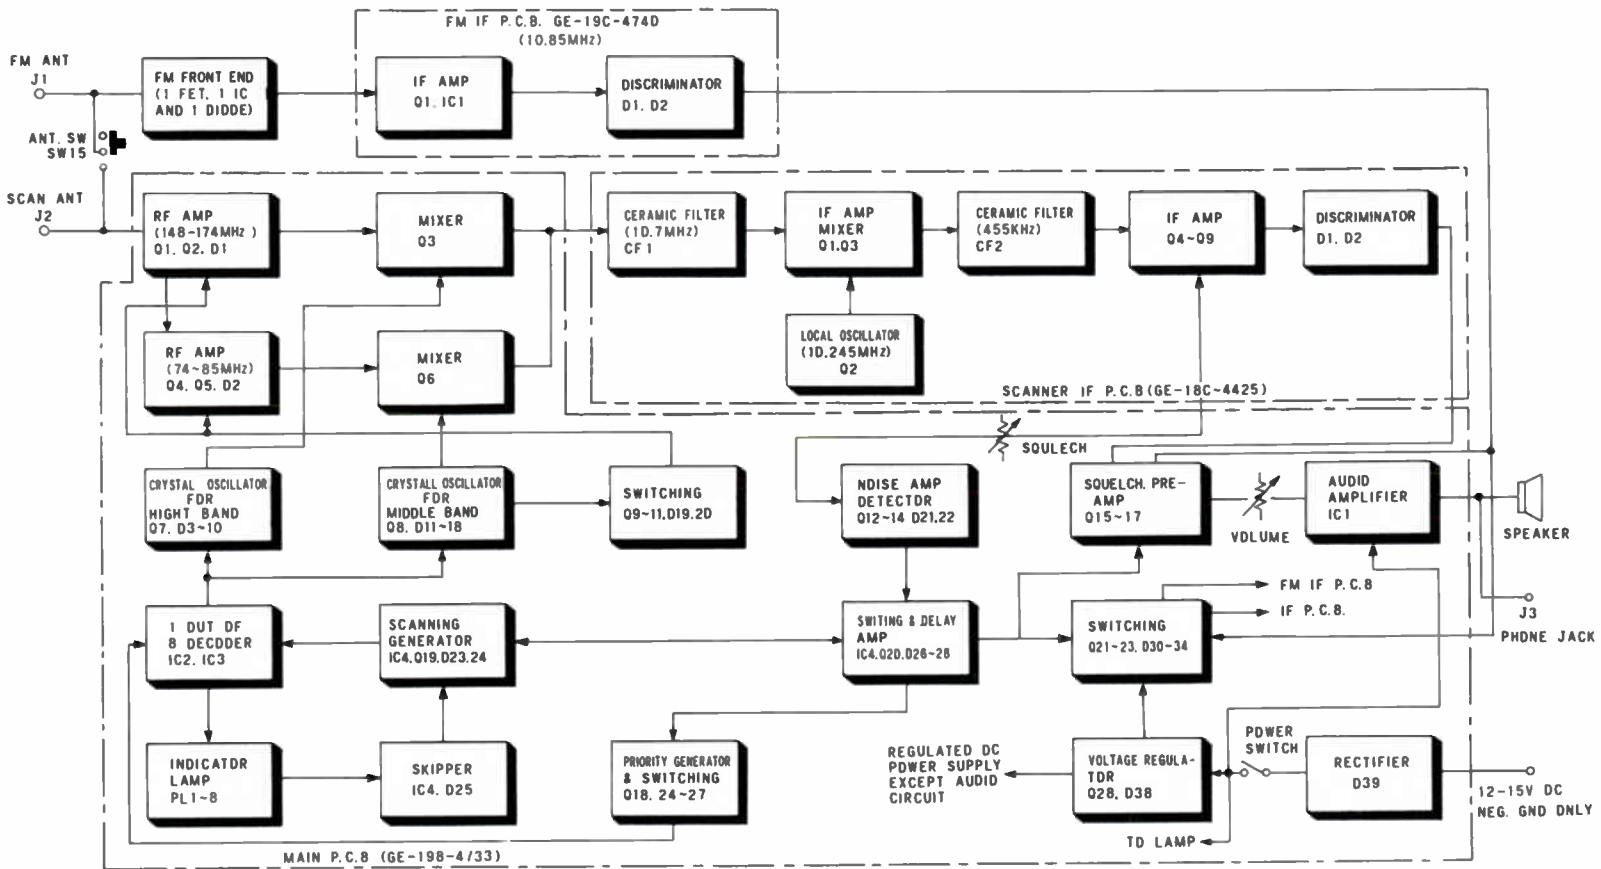 FM IF P.C.B. GE-19C-474D
(10.85MHz)
FM ANT
J1
FM FRONT END
(1 FET, 1 IC
AND 1 DIDDE)
IF AMP
Q1, IC1
DISCRIMINATOR
D1, D2
ANT. SW
SW15
SCAN ANT
J2
RF AMP
(148-174MHz)
Q1, Q2, D1
MIXER
Q3
CERAMIC FILTER
(1D.7MHz)
CF1
IF AMP
MIXER
Q1,Q3
CERAMIC FILTER
(455KHz)
CF2
IF AMP
Q4~Q9
DISCRIMINATOR
D1, D2
RF AMP
(74~85MHz)
Q4, Q5, D2
MIXER
Q6
LOCAL OSCILLATOR
(1D.245MHz)
Q2
SCANNER IF P.C.B(GE-18C~4425)
SQULECH
CRYSTAL OSCILLATOR
FDR
HIGHT BAND
Q7, D3~10
CRYSTALL OSCILLATOR
FDR
MIDDLE BAND
Q8, D11~18
SWITCHING
Q9~11,D19,2D
NDISE AMP
DETECTDR
Q12~14 D21,22
SQUELCH, PRE-
AMP
Q15~17
VDLUME
AUDID
AMPLIFIER
IC1
SPEAKER
1 DUT DF
8 DECDDER
IC2, IC3
SCANNING
GENERATOR
IC4,Q19,D23,24
SWITING & DELAY
AMP
IC4,Q2D,D26~28
SWITCHING
Q21~23, D30~34
FM IF P.C.B
IF P.C.B.
J3
PHDNE JACK
INDICATDR
LAMP
PL1~8
SKIPPER
IC4, D25
PRIORITY GENERATOR
& SWITCHING
Q18, 24~27
REGULATED DC
PDWER SUPPLY
EXCEPT AUDID
CIRCUIT
VOLTAGE REGULA-
TDR
Q28, D38
PDWER
SWITCH
RECTIFIER
D39
12-15V DC
NEG. GND DNLY
TD LAMP
MAIN P.C.B (GE-198-4/33)